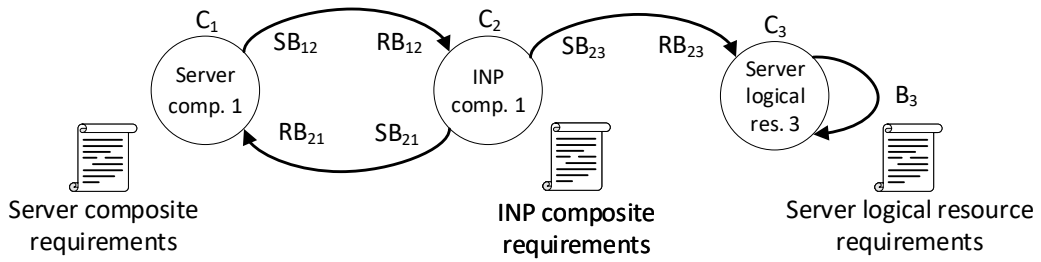 C₁
C₂
C₃
SB₁₂
RB₁₂
SB₂₃
RB₂₃
Server
comp. 1
INP
comp. 1
Server
logical
res. 3
B₃
RB₂₁
SB₂₁
Server composite
requirements
INP composite
requirements
Server logical resource
requirements